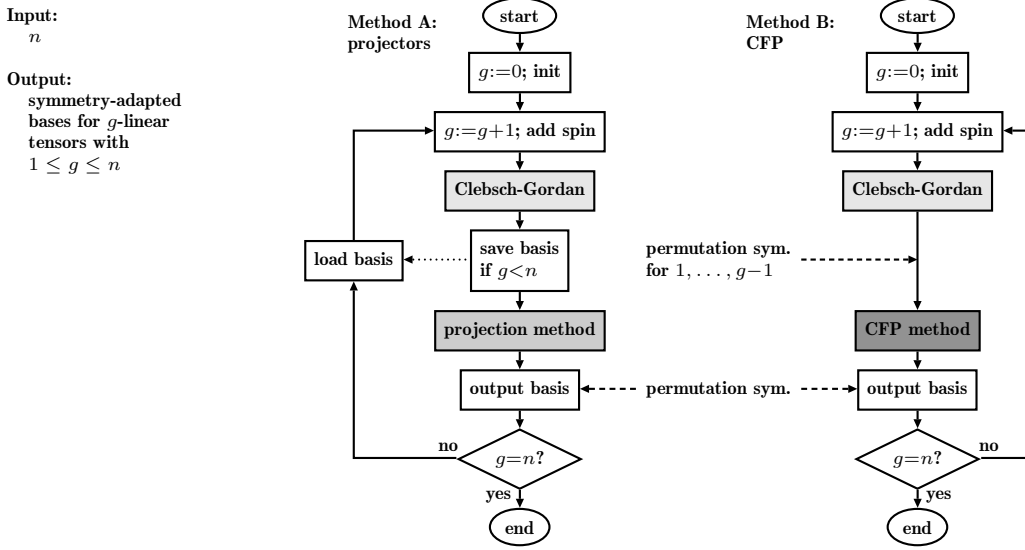 Input:
n
Output:
symmetry-adapted
bases for g-linear
tensors with
1 ≤ g ≤ n
Method A:
projectors
start
g:=0; init
g:=g+1; add spin
Clebsch-Gordan
load basis
save basis
if g<n
projection method
output basis
no
g=n?
yes
end
permutation sym.
for 1, . . . , g−1
permutation sym.
Method B:
CFP
start
g:=0; init
g:=g+1; add spin
Clebsch-Gordan
CFP method
output basis
g=n?
no
yes
end